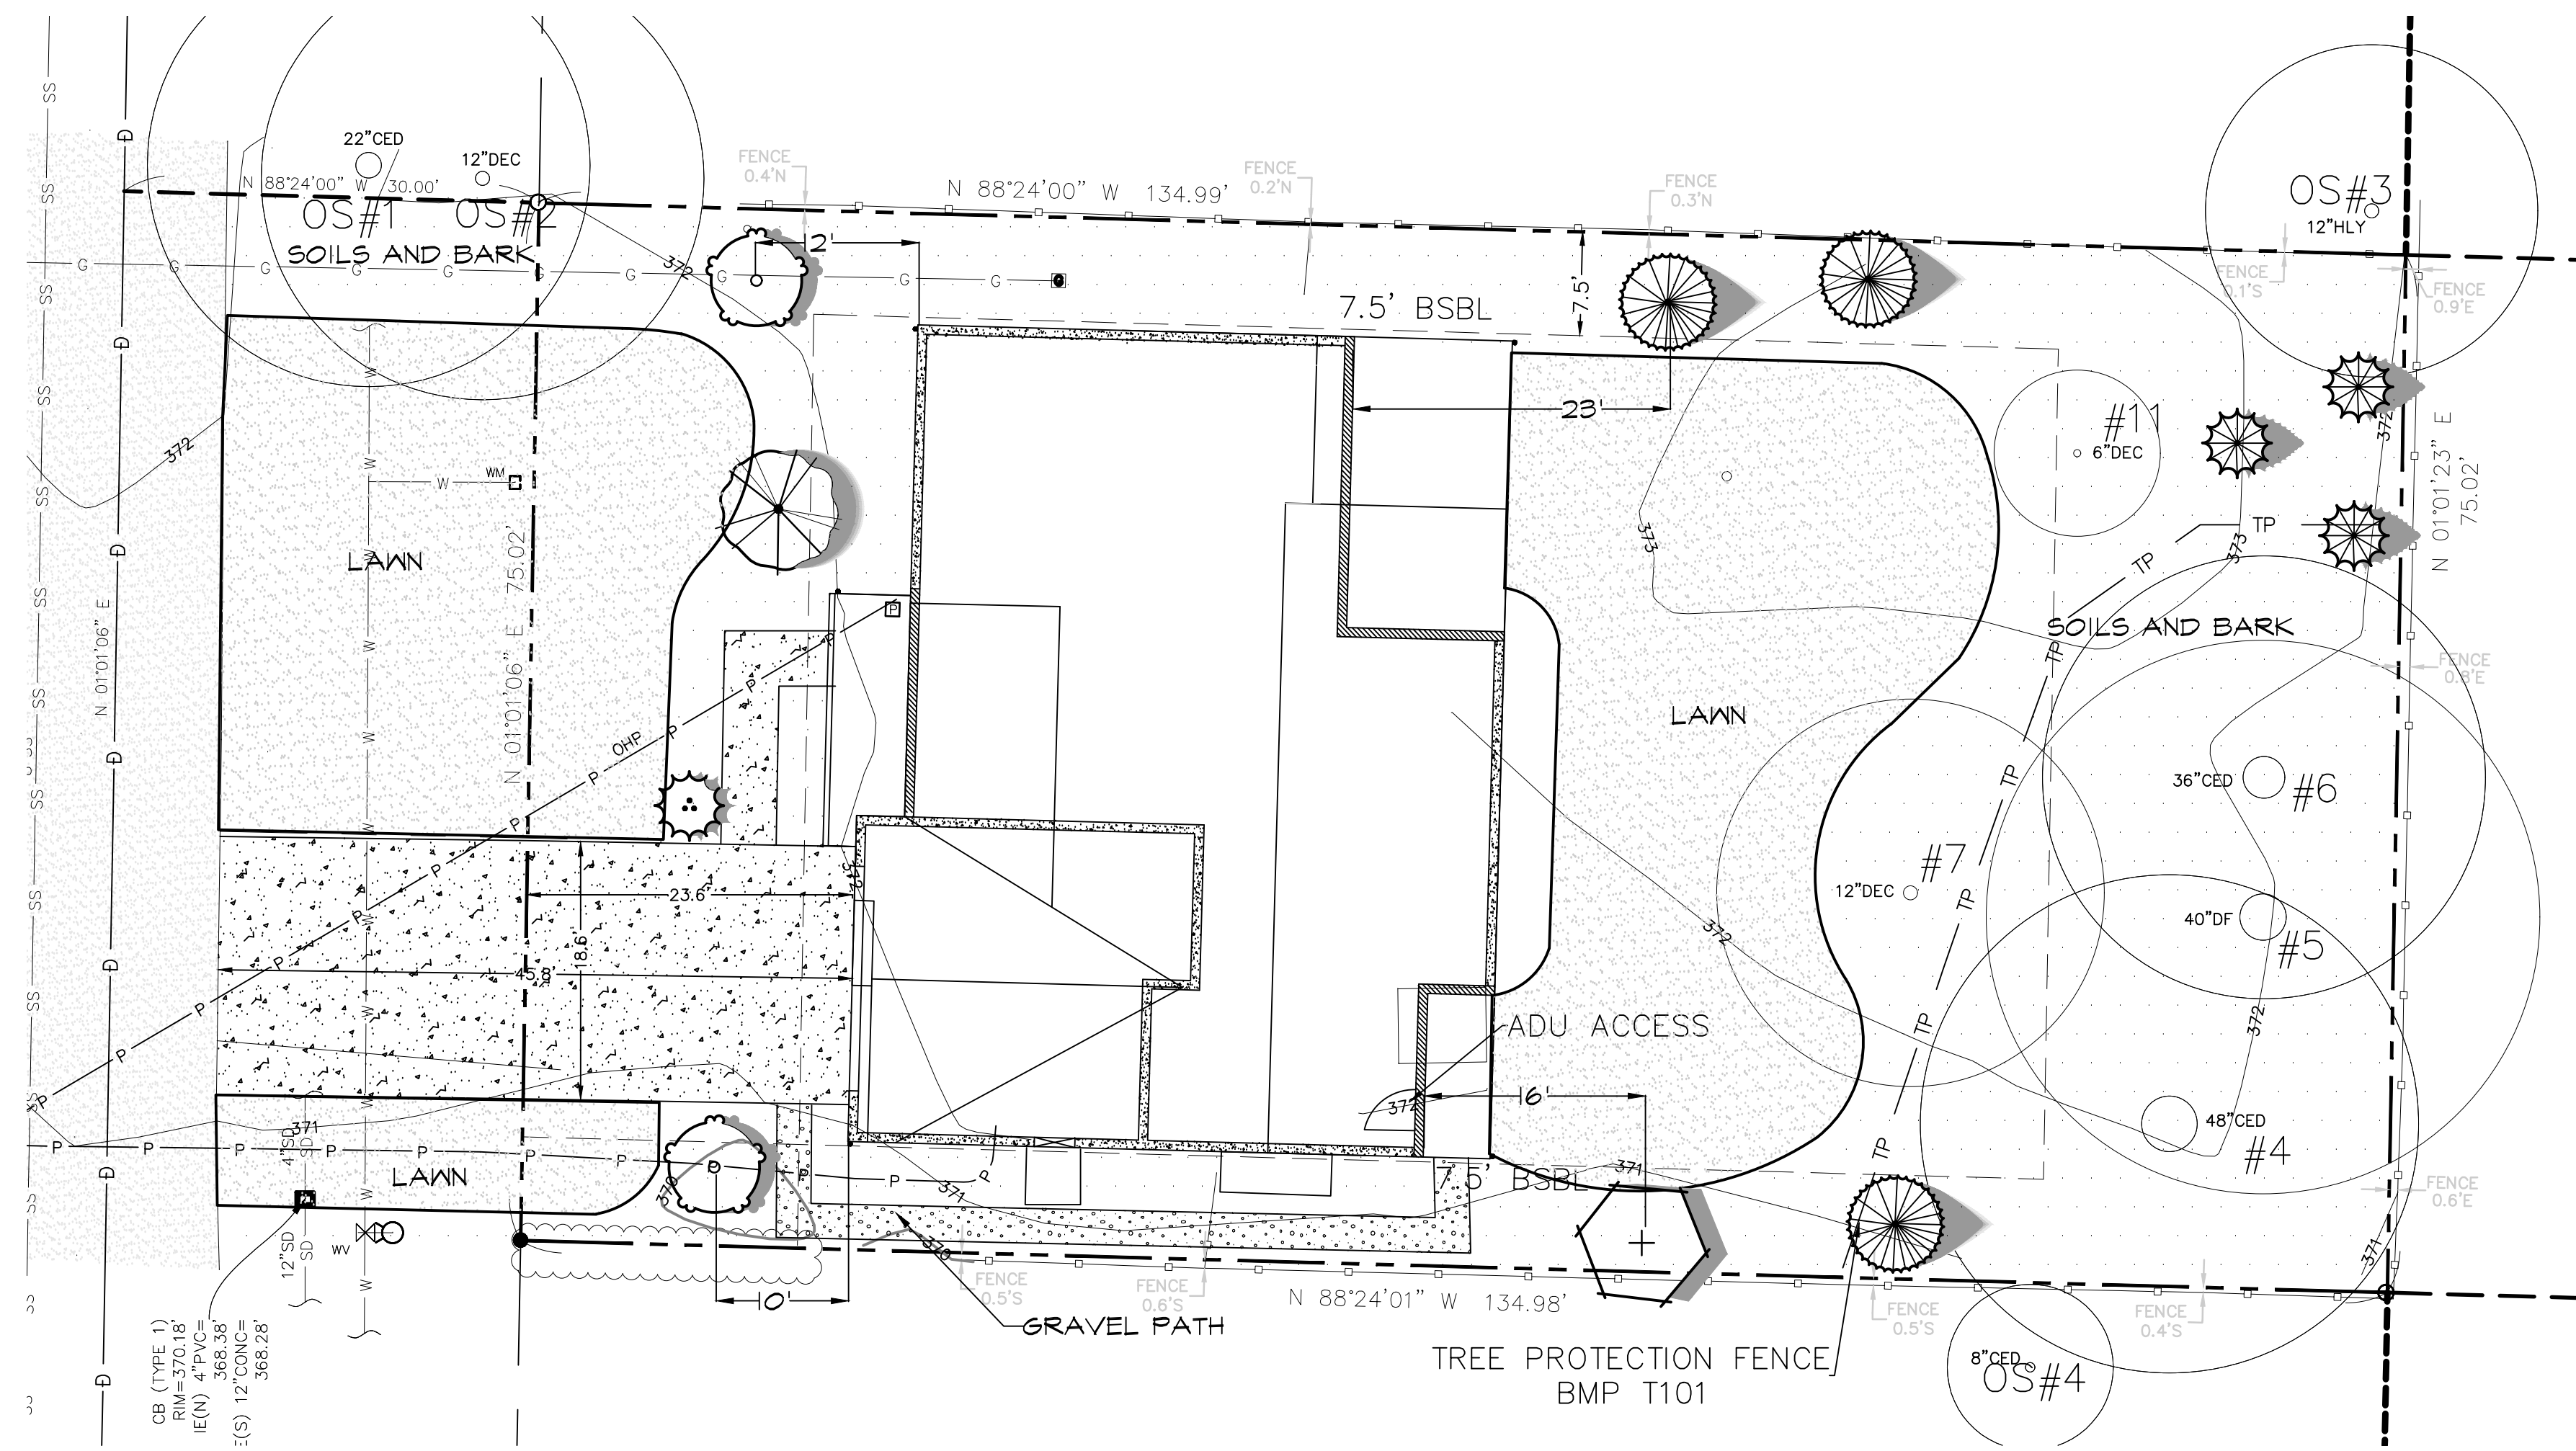 22"CED
12"DEC
N 88°24'00" W 30.00'
OS#1 OS#2
SOILS AND BARK
FENCE
0.4'N
N 88°24'00" W 134.99'
FENCE
0.2'N
FENCE
0.3'N
OS#3
12"HLY
FENCE
0.1'S
FENCE
0.9'E
12'
372
7.5' BSBL
7.5'
23'
#11
6"DEC
372
N 01°01'23" E
75.02'
372
WM
LAWN
N 01°01'06" E
N 01°01'06" E 75.02'
373
373
TP
TP
SOILS AND BARK
FENCE
0.8'E
OHP
LAWN
36"CED
#6
#7
12"DEC
40"DF
#5
372
372
23.6'
18.6'
45.8'
ADU ACCESS
16'
372
48"CED
#4
371
4"SD
SD
LAWN
370
371
7.5' BSBL
371
FENCE
0.6'E
371
12"SD
SD
WV
370
10'
FENCE
0.5'S
FENCE
0.6'S
N 88°24'01" W 134.98'
GRAVEL PATH
FENCE
0.5'S
FENCE
0.4'S
TREE PROTECTION FENCE
BMP T101
8"CED
OS#4
CB (TYPE 1)
RIM=370.18'
IE(N) 4"PVC=
368.38'
E(S) 12"CONC=
368.28'